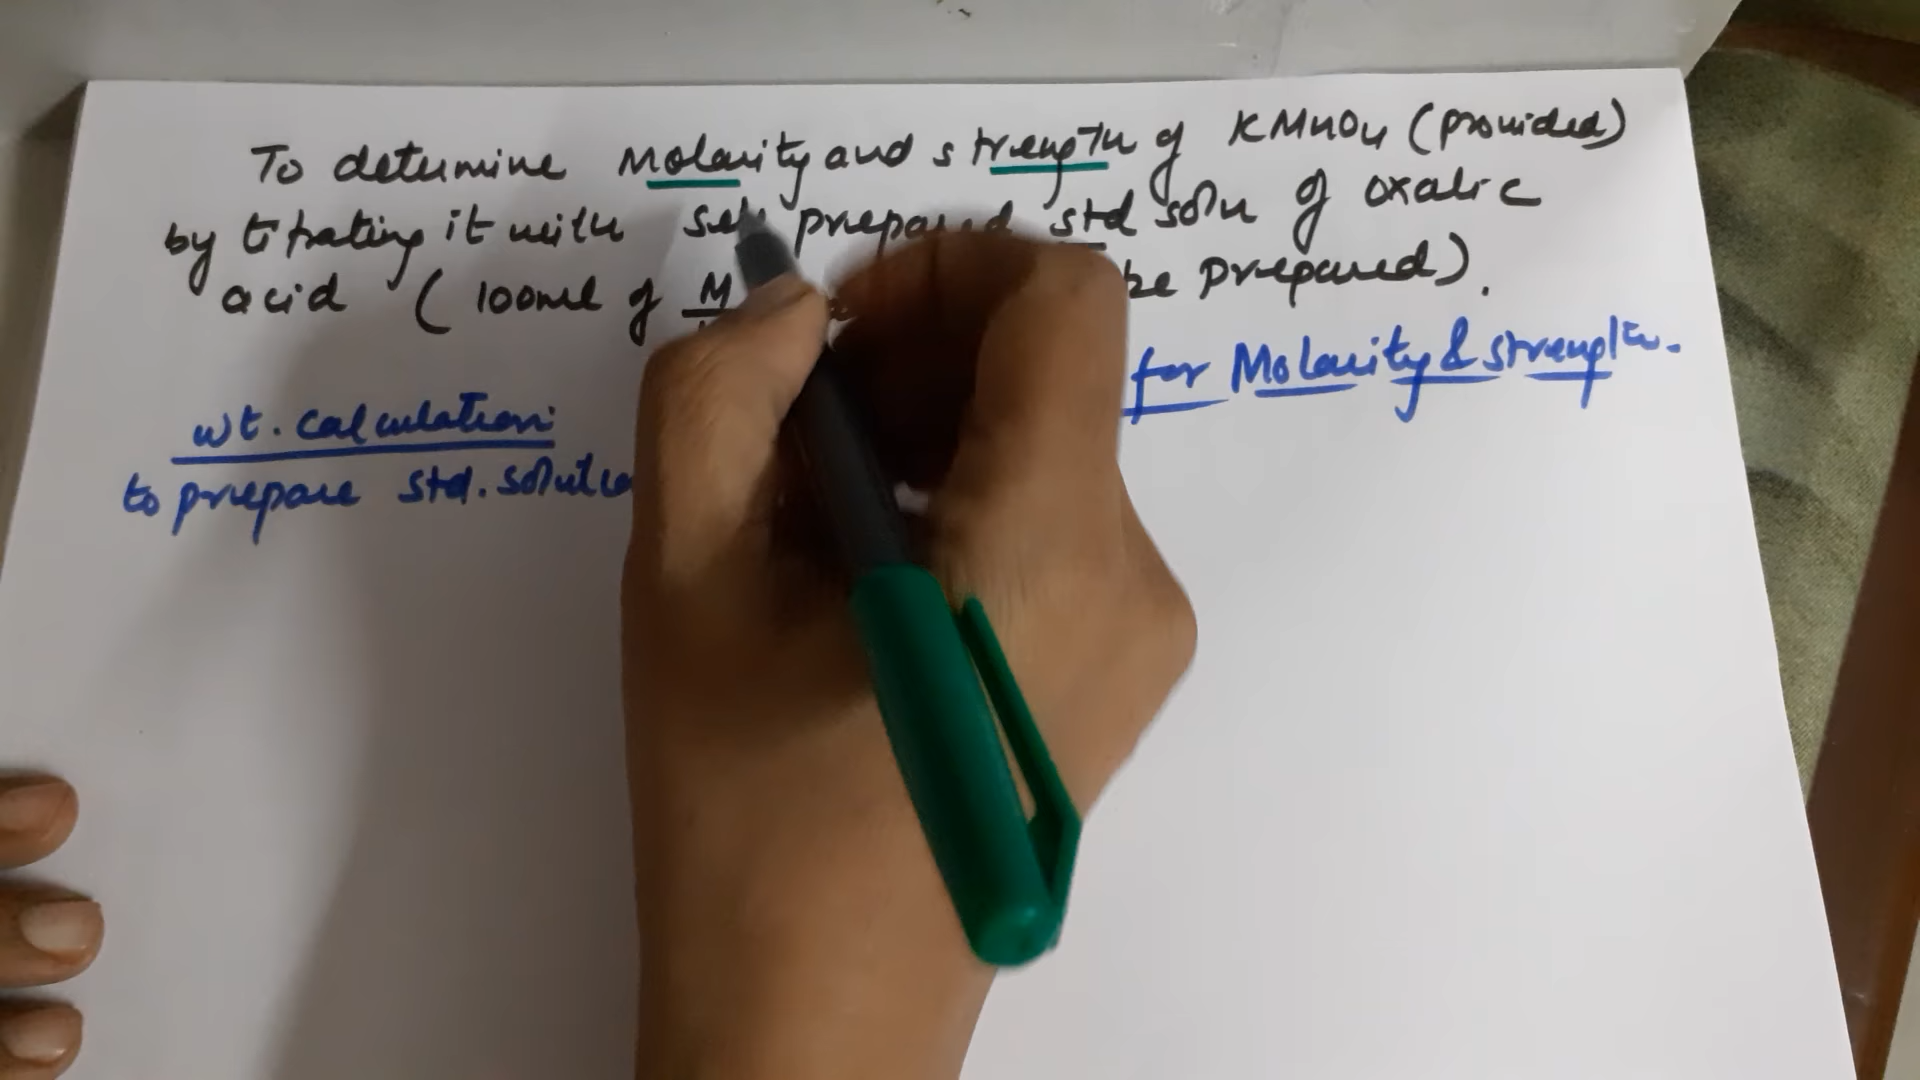 To determine Molarity and strength of KMnO4 (provided)
by titrating it with self prepared std soln of oxalic
acid (100ml of M be prepared).
for Molarity & strength.
wt. calculation
to prepare std.